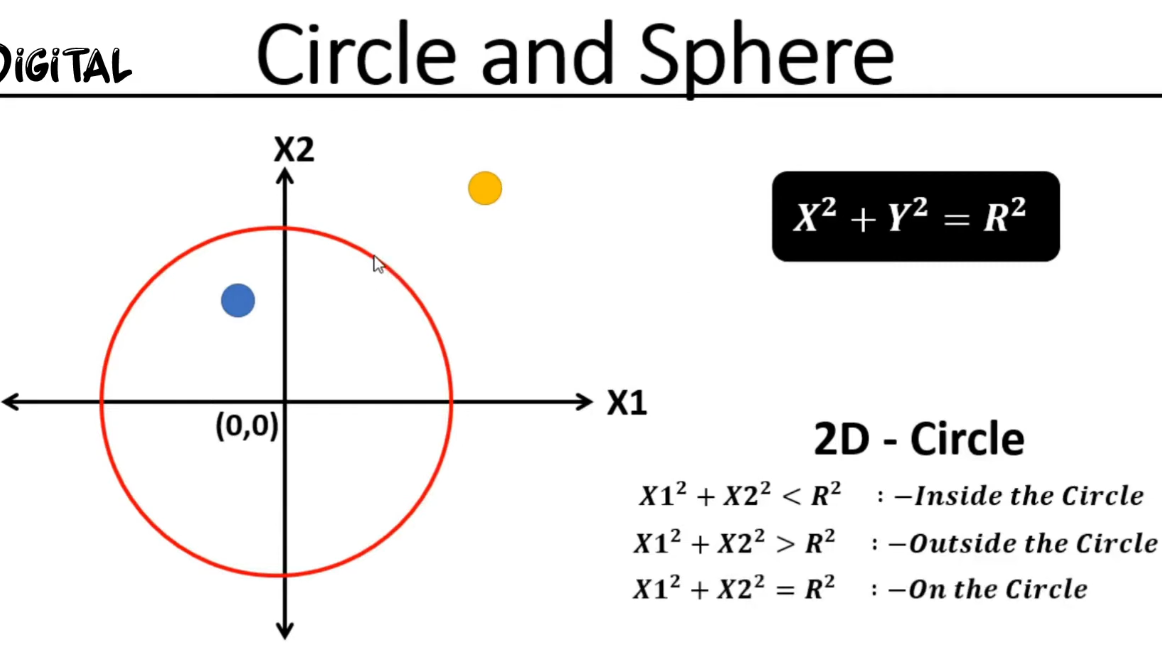 DiGiTAL
Circle and Sphere
X2
X² + Y² = R²
X1
(0,0)
2D - Circle
X1² + X2² < R² : −Inside the Circle
X1² + X2² > R² : −Outside the Circle
X1² + X2² = R² : −On the Circle